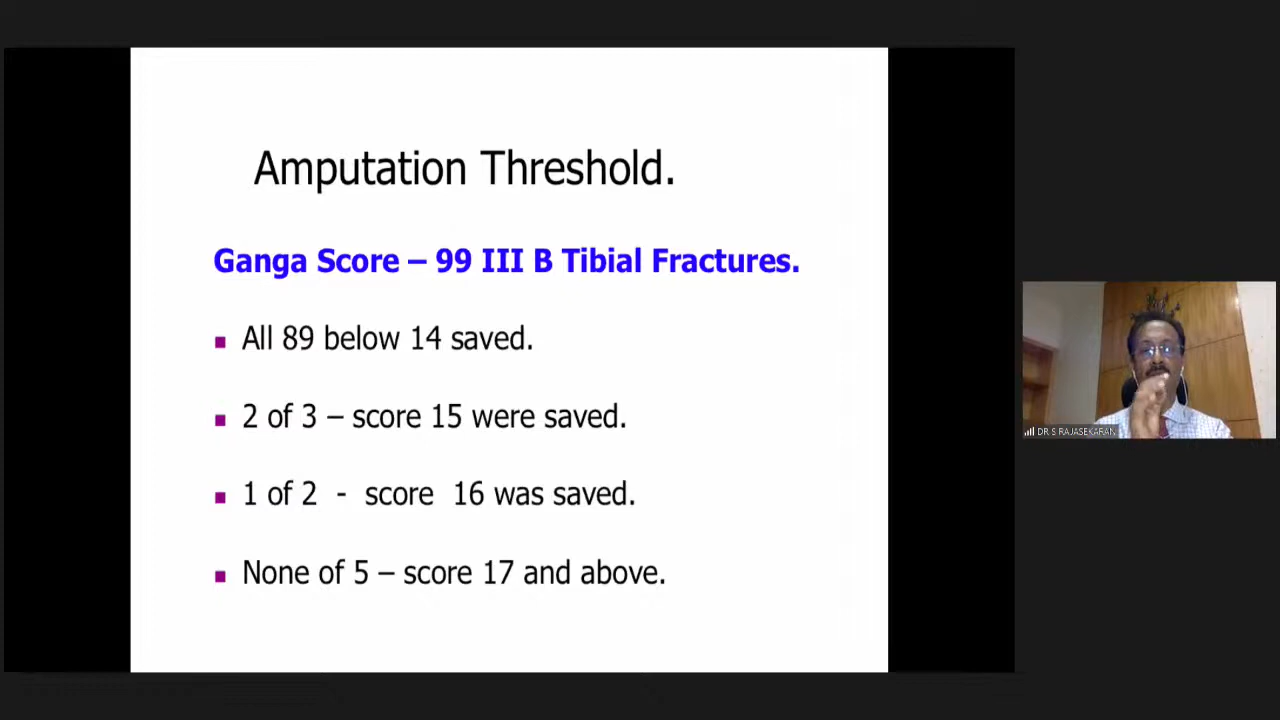 Amputation Threshold.
Ganga Score – 99 III B Tibial Fractures.
All 89 below 14 saved.
2 of 3 – score 15 were saved.
1 of 2 - score 16 was saved.
None of 5 – score 17 and above.
DR S RAJASEKARAN